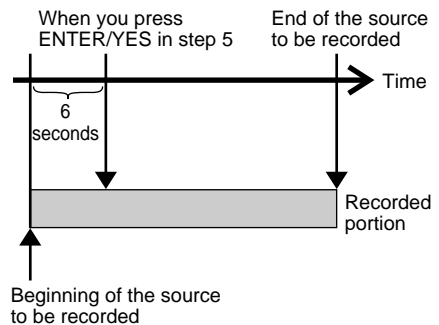 When you press
ENTER/YES in step 5
End of the source
to be recorded
Time
6
seconds
Recorded
portion
Beginning of the source
to be recorded